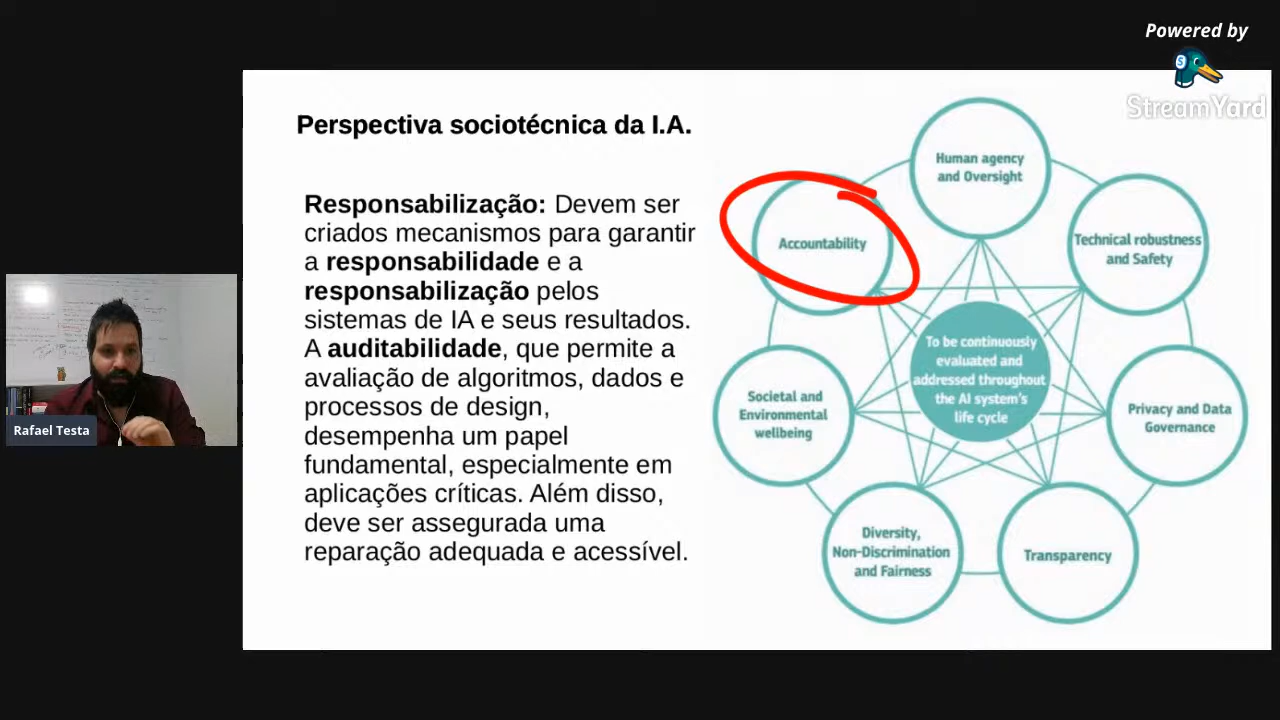 Powered by
StreamYard
Perspectiva sociotécnica da I.A.
Responsabilização: Devem ser
criados mecanismos para garantir
a responsabilidade e a
responsabilização pelos
sistemas de IA e seus resultados.
A auditabilidade, que permite a
avaliação de algoritmos, dados e
processos de design,
desempenha um papel
fundamental, especialmente em
aplicações críticas. Além disso,
deve ser assegurada uma
reparação adequada e acessível.
Human agency
and Oversight
Accountability
Technical robustness
and Safety
To be continuously
evaluated and
addressed throughout
the AI system's
life cycle
Societal and
Environmental
wellbeing
Privacy and Data
Governance
Diversity,
Non-Discrimination
and Fairness
Transparency
Rafael Testa